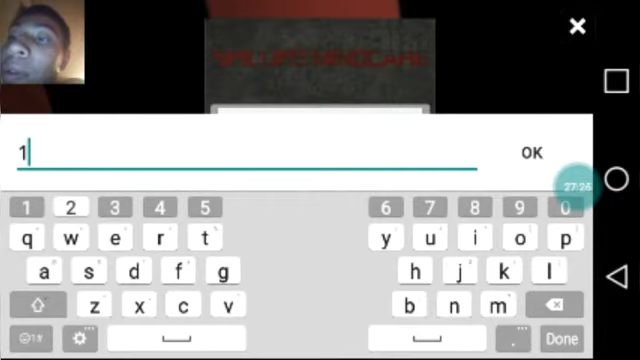 1
OK
27:26
1 2 3 4 5 6 7 8 9 0
q w e r t y u i o p
a s d f g h j k l
z x c v b n m
Done